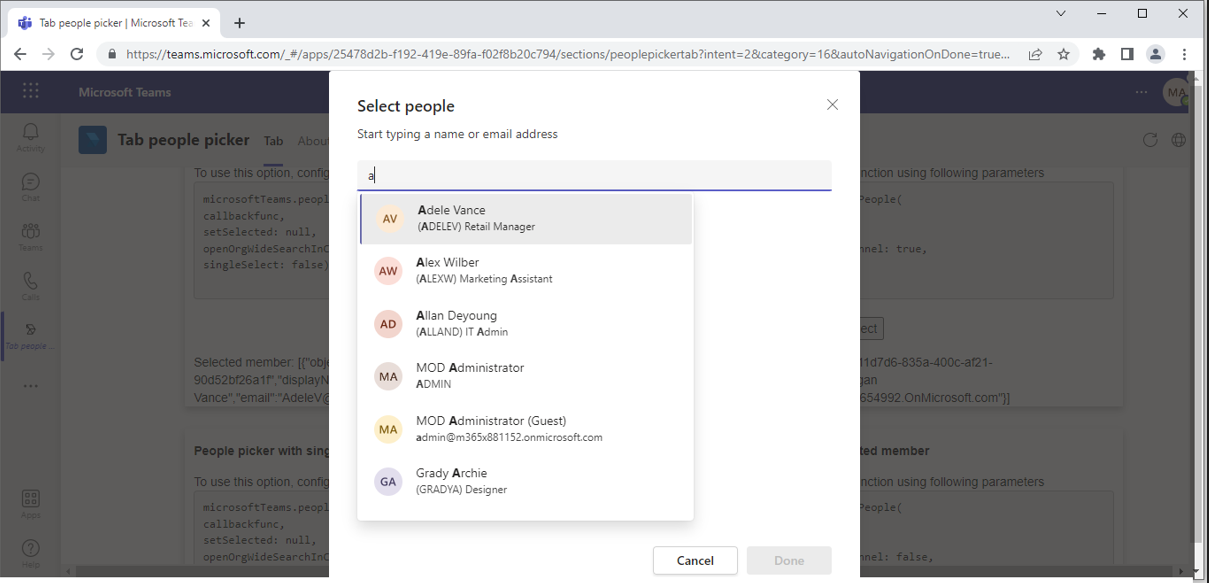 Tab people picker | Microsoft Tea
https://teams.microsoft.com/_#/apps/25478d2b-f192-419e-89fa-f02f8b20c794/sections/peoplepickertab?intent=2&category=16&autoNavigationOnDone=true...
Microsoft Teams
MA
Select people
Start typing a name or email address
a
Tab people picker
Tab
About
Activity
Chat
Teams
Calls
Tab people ...
Apps
Help
AV
Adele Vance
(ADELEV) Retail Manager
AW
Alex Wilber
(ALEXW) Marketing Assistant
AD
Allan Deyoung
(ALLAND) IT Admin
MA
MOD Administrator
ADMIN
MA
MOD Administrator (Guest)
admin@m365x881152.onmicrosoft.com
GA
Grady Archie
(GRADYA) Designer
Cancel
Done
To use this option, config
microsoftTeams.peopl
callbackfunc,
setSelected: null,
openOrgWideSearchInC
singleSelect: false)
Selected member: [{"obje
90d52bf26a1f","displayN
Vance","email":"AdeleV@
nction using following parameters
People(
nnel: true,
ect
11d7d6-835a-400c-af21-
gan
654992.OnMicrosoft.com"}]
People picker with sing
To use this option, config
microsoftTeams.peopl
callbackfunc,
setSelected: null,
openOrgWideSearchInC
ted member
nction using following parameters
People(
nnel: false,